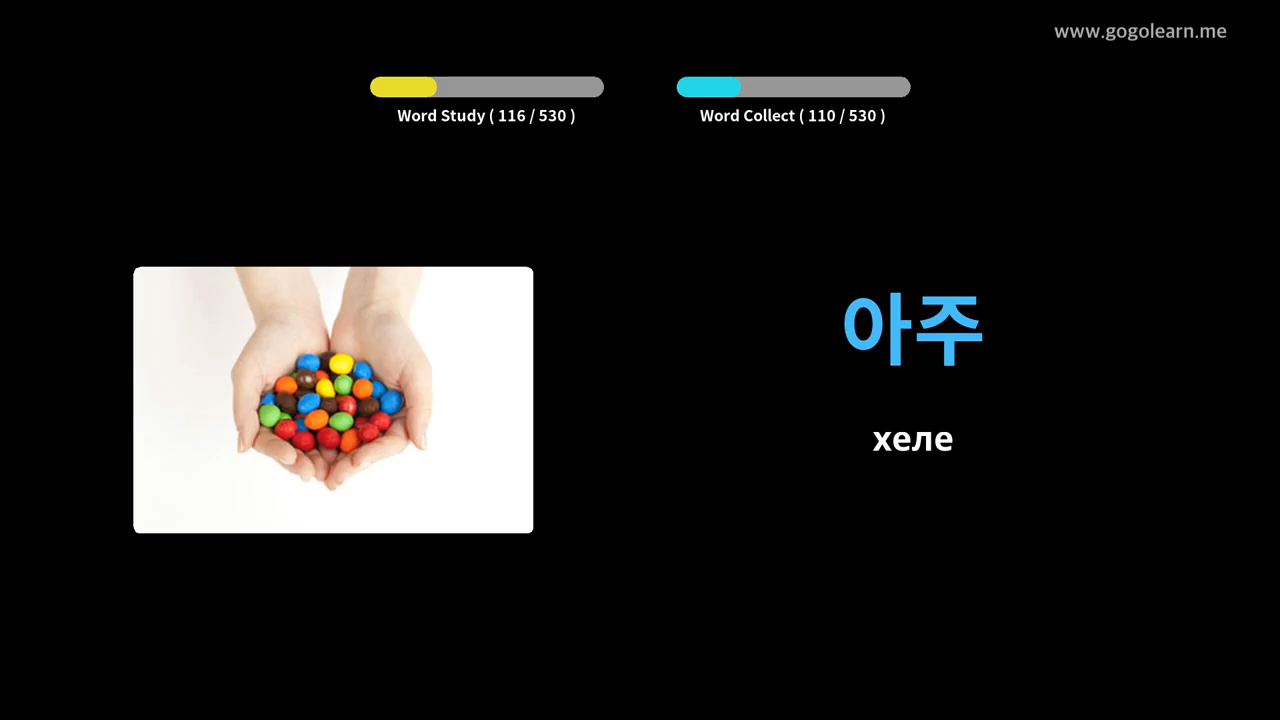 www.gogolearn.me
Word Study ( 116 / 530 )
Word Collect ( 110 / 530 )
아주
хеле